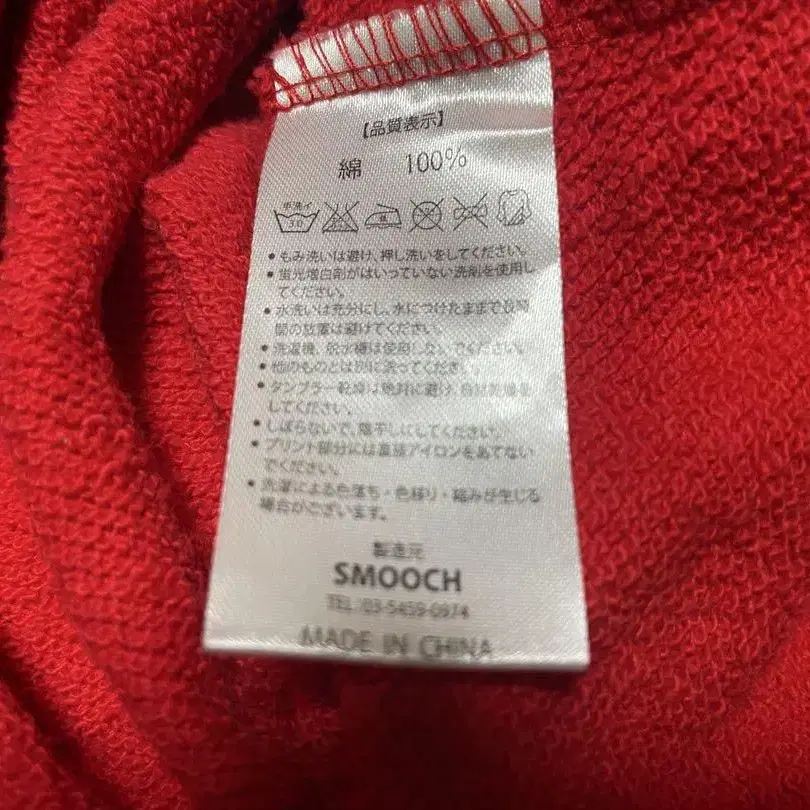 【品質表示】
綿 100%
手洗イ
30
• もみ洗いは避け、押し洗いをしてください。
• 蛍光増白剤がはいっていない洗剤を使用し
てください。
• 水洗いは充分にし、水につけたままで長時
間の放置は避けてください。
• 洗濯機、脱水機は使用しないでください。
• 他のものとは別に洗ってください。
• タンブラー乾燥は絶対に避け、自然乾燥を
してください。
• しぼらないで、陰干しにしてください。
• プリント部分には直接アイロンをあてない
でください。
• 洗濯による色落ち・色移り・縮みが生じる
場合がございます。
製造元
SMOOCH
TEL:03-5459-0974
MADE IN CHINA